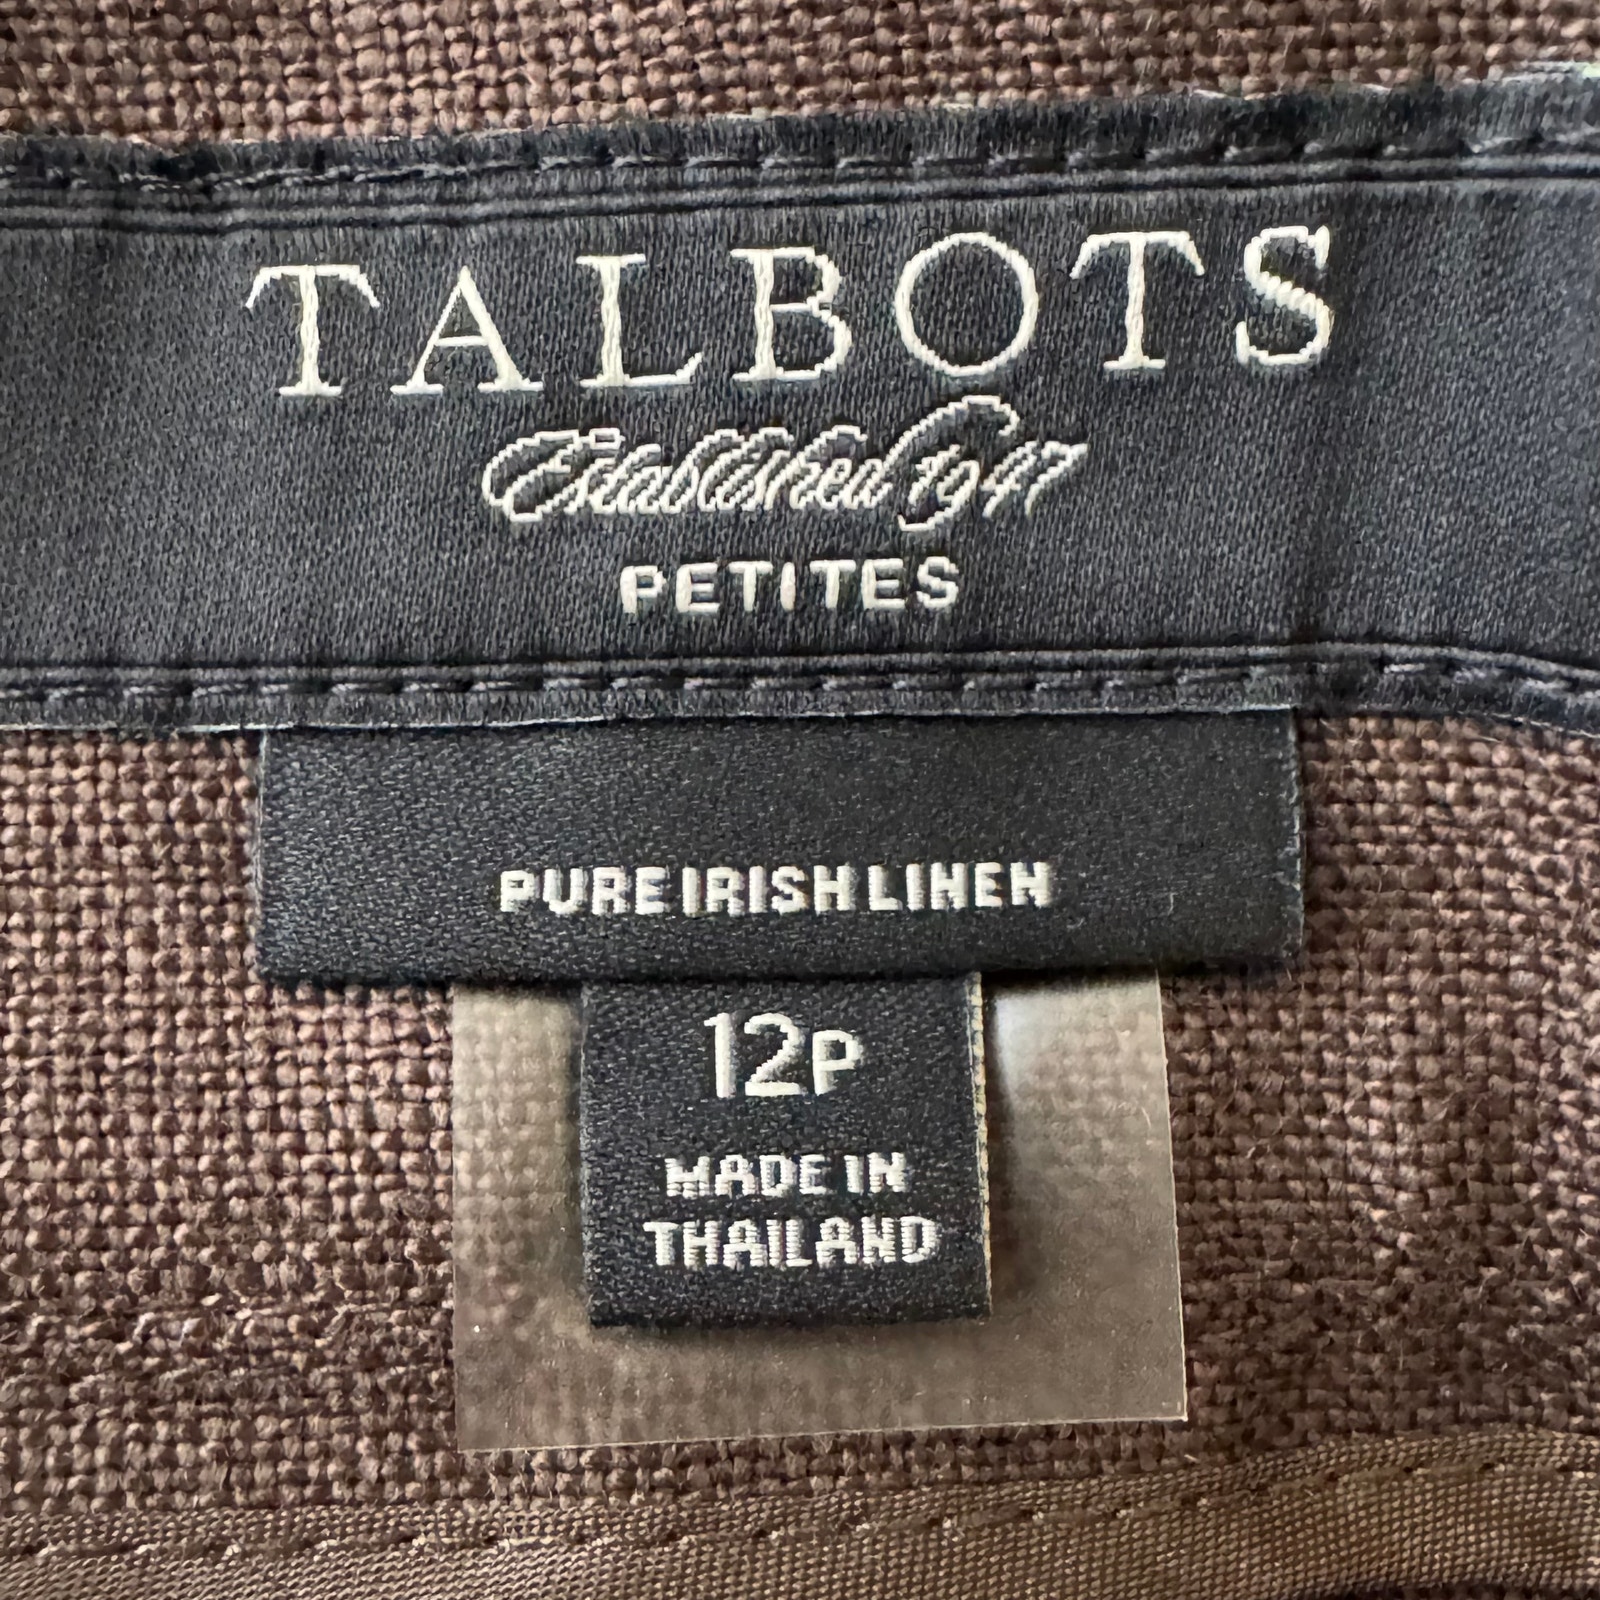 TALBOTS
Established 1947
PETITES
PURE IRISH LINEN
12P
MADE IN
THAILAND